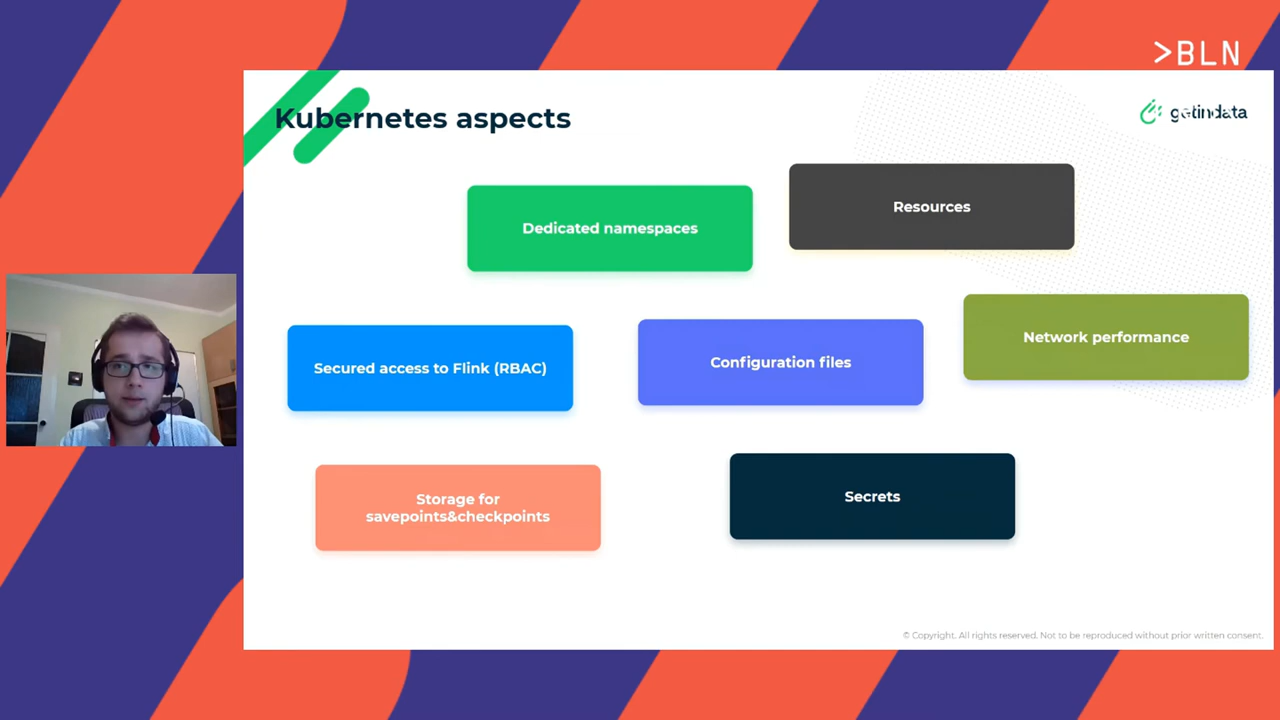 >BLN
Kubernetes aspects
getindata
Resources
Dedicated namespaces
Network performance
Configuration files
Secured access to Flink (RBAC)
Secrets
Storage for
savepoints&checkpoints
© Copyright. All rights reserved. Not to be reproduced without prior written consent.